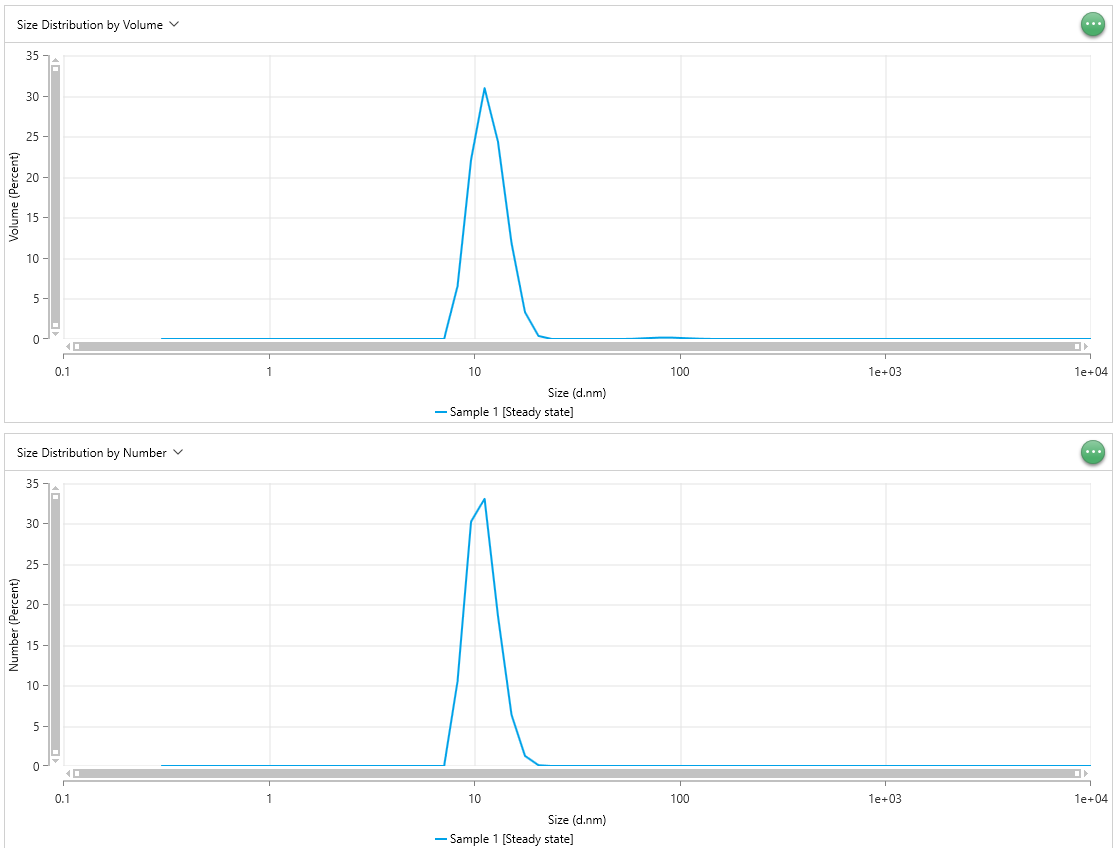 Size Distribution by Volume
35
30
25
20
15
10
5
0
Volume (Percent)
0.1 1 10 100 1e+03 1e+04
Size (d.nm)
Sample 1 [Steady state]
Size Distribution by Number
35
30
25
20
15
10
5
0
Number (Percent)
0.1 1 10 100 1e+03 1e+04
Size (d.nm)
Sample 1 [Steady state]